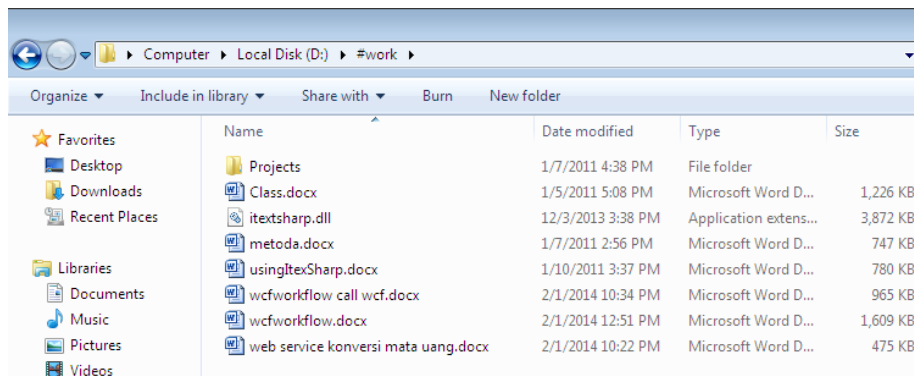 Computer Local Disk (D:) #work
Organize Include in library Share with Burn New folder
Name Date modified Type Size
Favorites
Desktop
Downloads
Recent Places
Libraries
Documents
Music
Pictures
Videos
Projects 1/7/2011 4:38 PM File folder
Class.docx 1/5/2011 5:08 PM Microsoft Word D... 1,226 KB
itextsharp.dll 12/3/2013 3:38 PM Application extens... 3,872 KB
metoda.docx 1/7/2011 2:56 PM Microsoft Word D... 747 KB
usingItexSharp.docx 1/10/2011 3:37 PM Microsoft Word D... 780 KB
wcfworkflow call wcf.docx 2/1/2014 10:34 PM Microsoft Word D... 965 KB
wcfworkflow.docx 2/1/2014 12:51 PM Microsoft Word D... 1,609 KB
web service konversi mata uang.docx 2/1/2014 10:22 PM Microsoft Word D... 475 KB